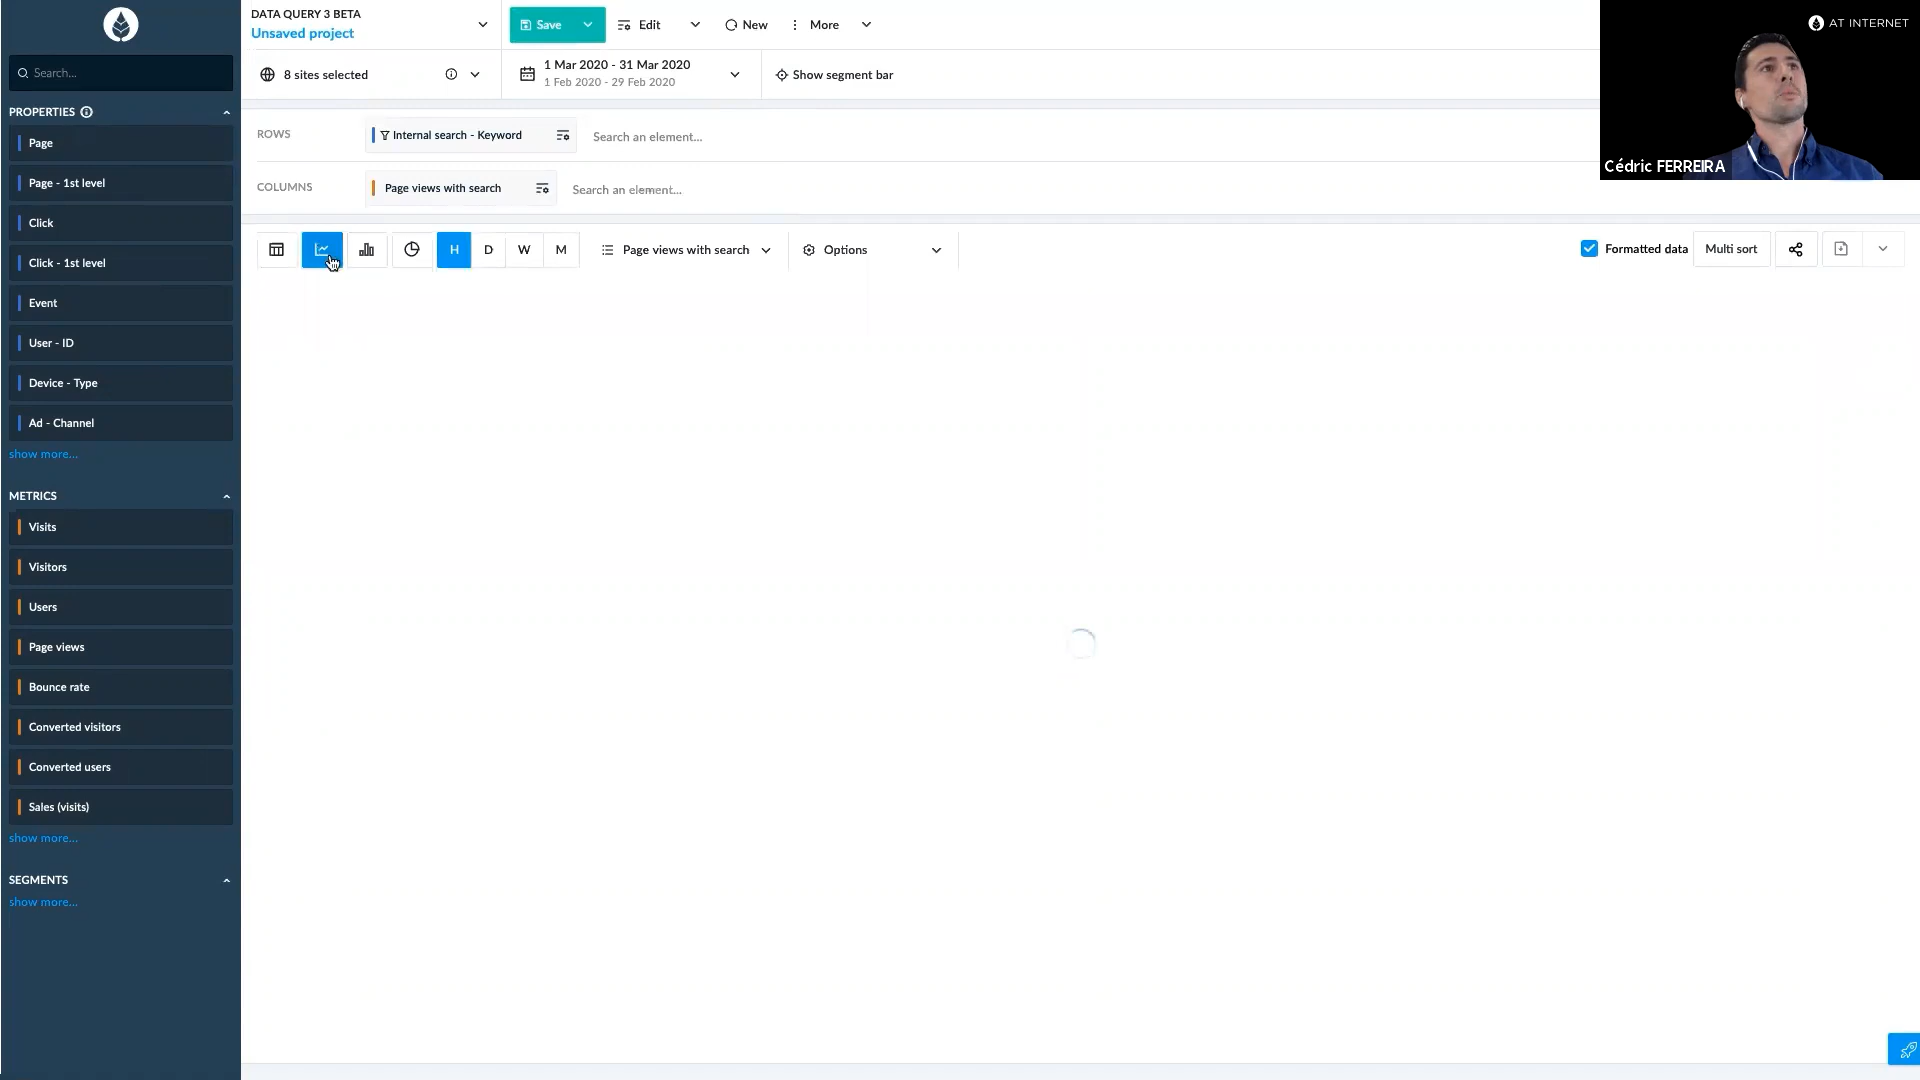 DATA QUERY 3 BETA
Unsaved project
Save
Edit
New
More
AT INTERNET
Search...
8 sites selected
1 Mar 2020 - 31 Mar 2020
1 Feb 2020 - 29 Feb 2020
Show segment bar
PROPERTIES
ROWS
Internal search - Keyword
Search an element...
Cédric FERREIRA
COLUMNS
Page views with search
Search an element...
H
D
W
M
Page views with search
Options
Formatted data
Multi sort
Page
Page - 1st level
Click
Click - 1st level
Event
User - ID
Device - Type
Ad - Channel
show more...
METRICS
Visits
Visitors
Users
Page views
Bounce rate
Converted visitors
Converted users
Sales (visits)
show more...
SEGMENTS
show more...